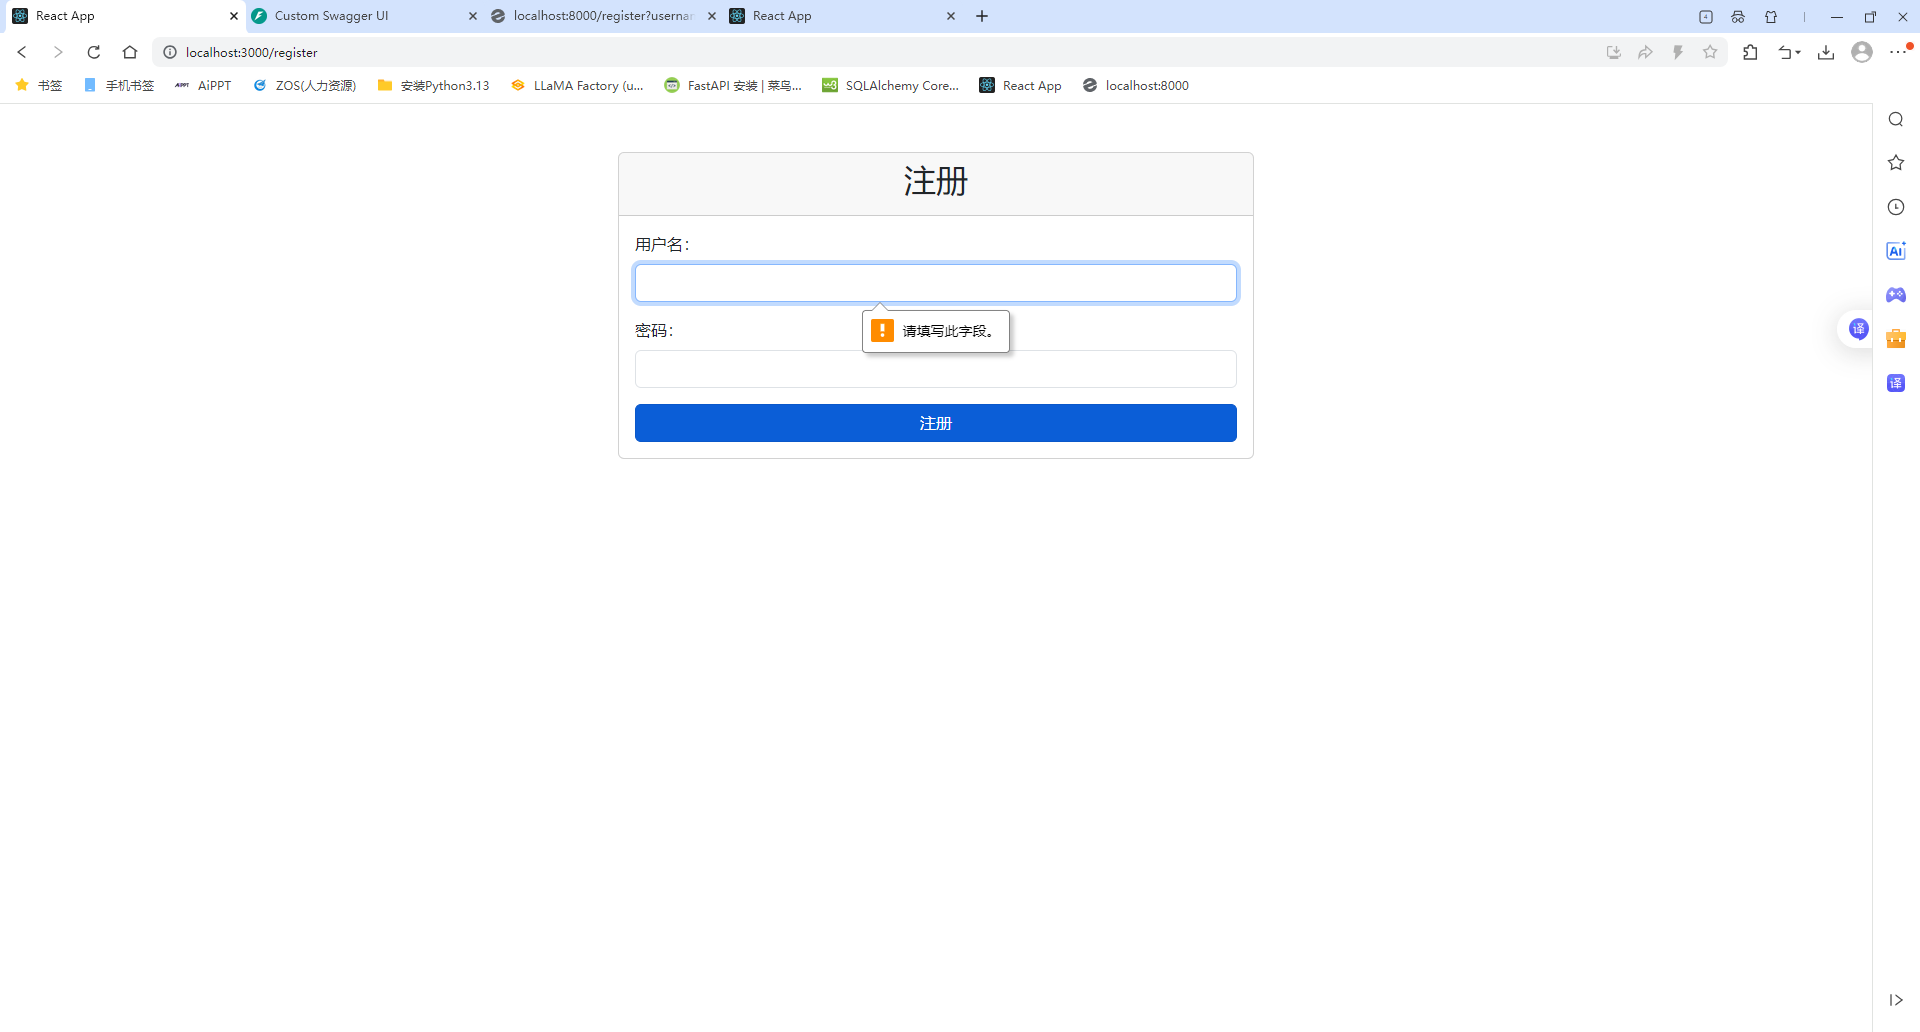 React App
Custom Swagger UI
localhost:8000/register?userna
React App
4
localhost:3000/register
书签
手机书签
AiPPT
ZOS(人力资源)
安装Python3.13
LLaMA Factory (u...
FastAPI 安装 | 菜鸟...
SQLAlchemy Core...
React App
localhost:8000
注册
用户名：
请填写此字段。
密码：
注册
AI
译
译